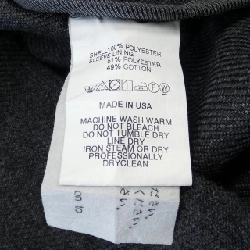 SHELL 100% POLYESTER
SLEEVE LINING
51% POLYESTER
49% COTTON
MADE IN USA
MACHINE WASH WARM
DO NOT BLEACH
DO NOT TUMBLE DRY
LINE DRY
IRON STEAM OR DRY
PROFESSIONALLY
DRYCLEAN